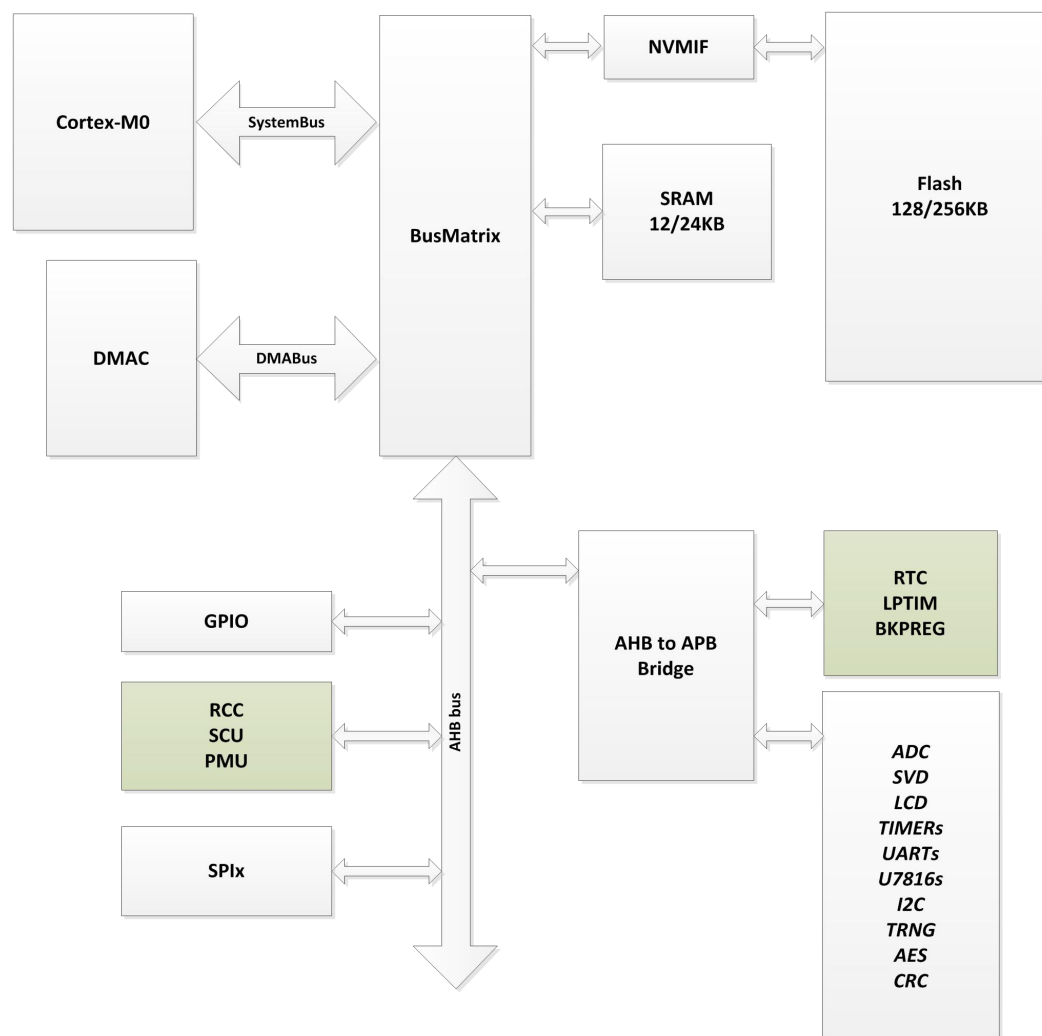 Cortex-M0
SystemBus
BusMatrix
NVMIF
Flash
128/256KB
SRAM
12/24KB
DMAC
DMABus
AHB bus
GPIO
RCC
SCU
PMU
SPIx
AHB to APB
Bridge
RTC
LPTIM
BKPREG
ADC
SVD
LCD
TIMERs
UARTs
U7816s
I2C
TRNG
AES
CRC